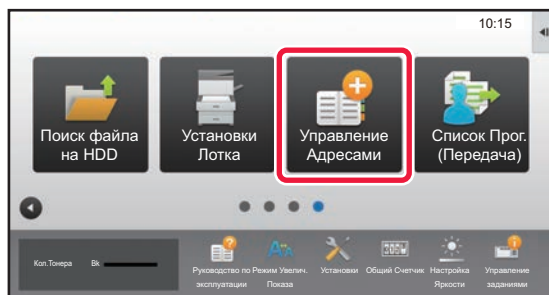 10:15
Поиск файла
на HDD
Установки
Лотка
Управление
Адресами
Список Прог.
(Передача)
Кол.Тонера Bk
Руководство по
эксплуатации
Режим Увелич.
Показа
Установки
Общий Счетчик
Настройка
Яркости
Управление
заданиями